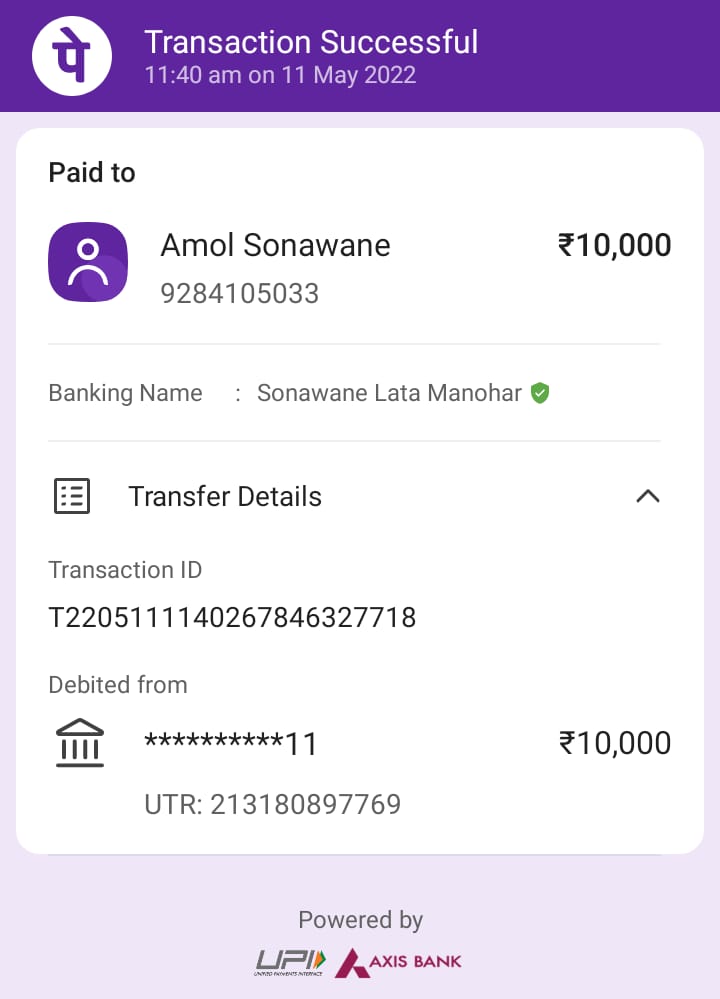 पे
Transaction Successful
11:40 am on 11 May 2022
Paid to
Amol Sonawane ₹10,000
9284105033
Banking Name : Sonawane Lata Manohar
Transfer Details
Transaction ID
T2205111140267846327718
Debited from
**********11 ₹10,000
UTR: 213180897769
Powered by
UPI AXIS BANK
UNIFIED PAYMENTS INTERFACE